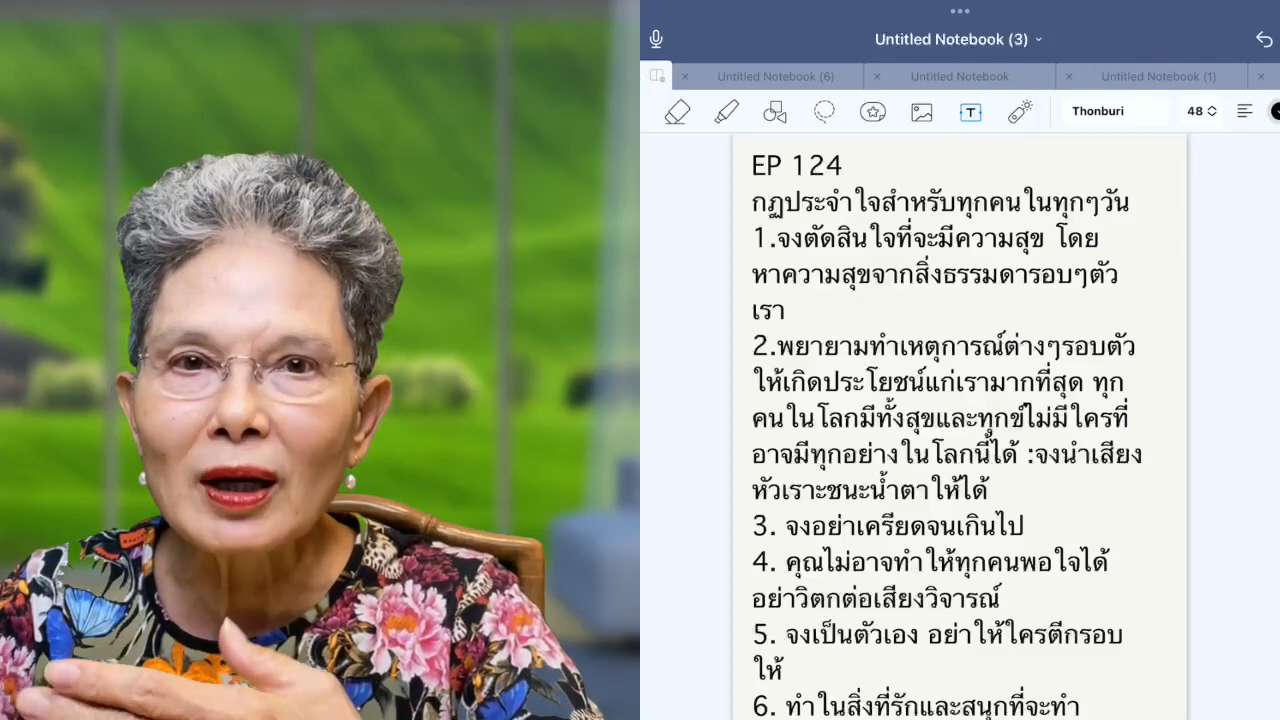 Untitled Notebook (3)
Untitled Notebook (6)
Untitled Notebook
Untitled Notebook (1)
Thonburi
48
EP 124
กฏประจำใจสำหรับทุกคนในทุกๆวัน
1.จงตัดสินใจที่จะมีความสุข โดย
หาความสุขจากสิ่งธรรมดารอบๆตัว
เรา
2.พยายามทำเหตุการณ์ต่างๆรอบตัว
ให้เกิดประโยชน์แก่เรามากที่สุด ทุก
คนในโลกมีทั้งสุขและทุกข์ไม่มีใครที่
อาจมีทุกอย่างในโลกนี้ได้ :จงนำเสียง
หัวเราะชนะน้ำตาให้ได้
3. จงอย่าเครียดจนเกินไป
4. คุณไม่อาจทำให้ทุกคนพอใจได้
อย่าวิตกต่อเสียงวิจารณ์
5. จงเป็นตัวเอง อย่าให้ใครตีกรอบ
ให้
6. ทำในสิ่งที่รักและสนุกที่จะทำ